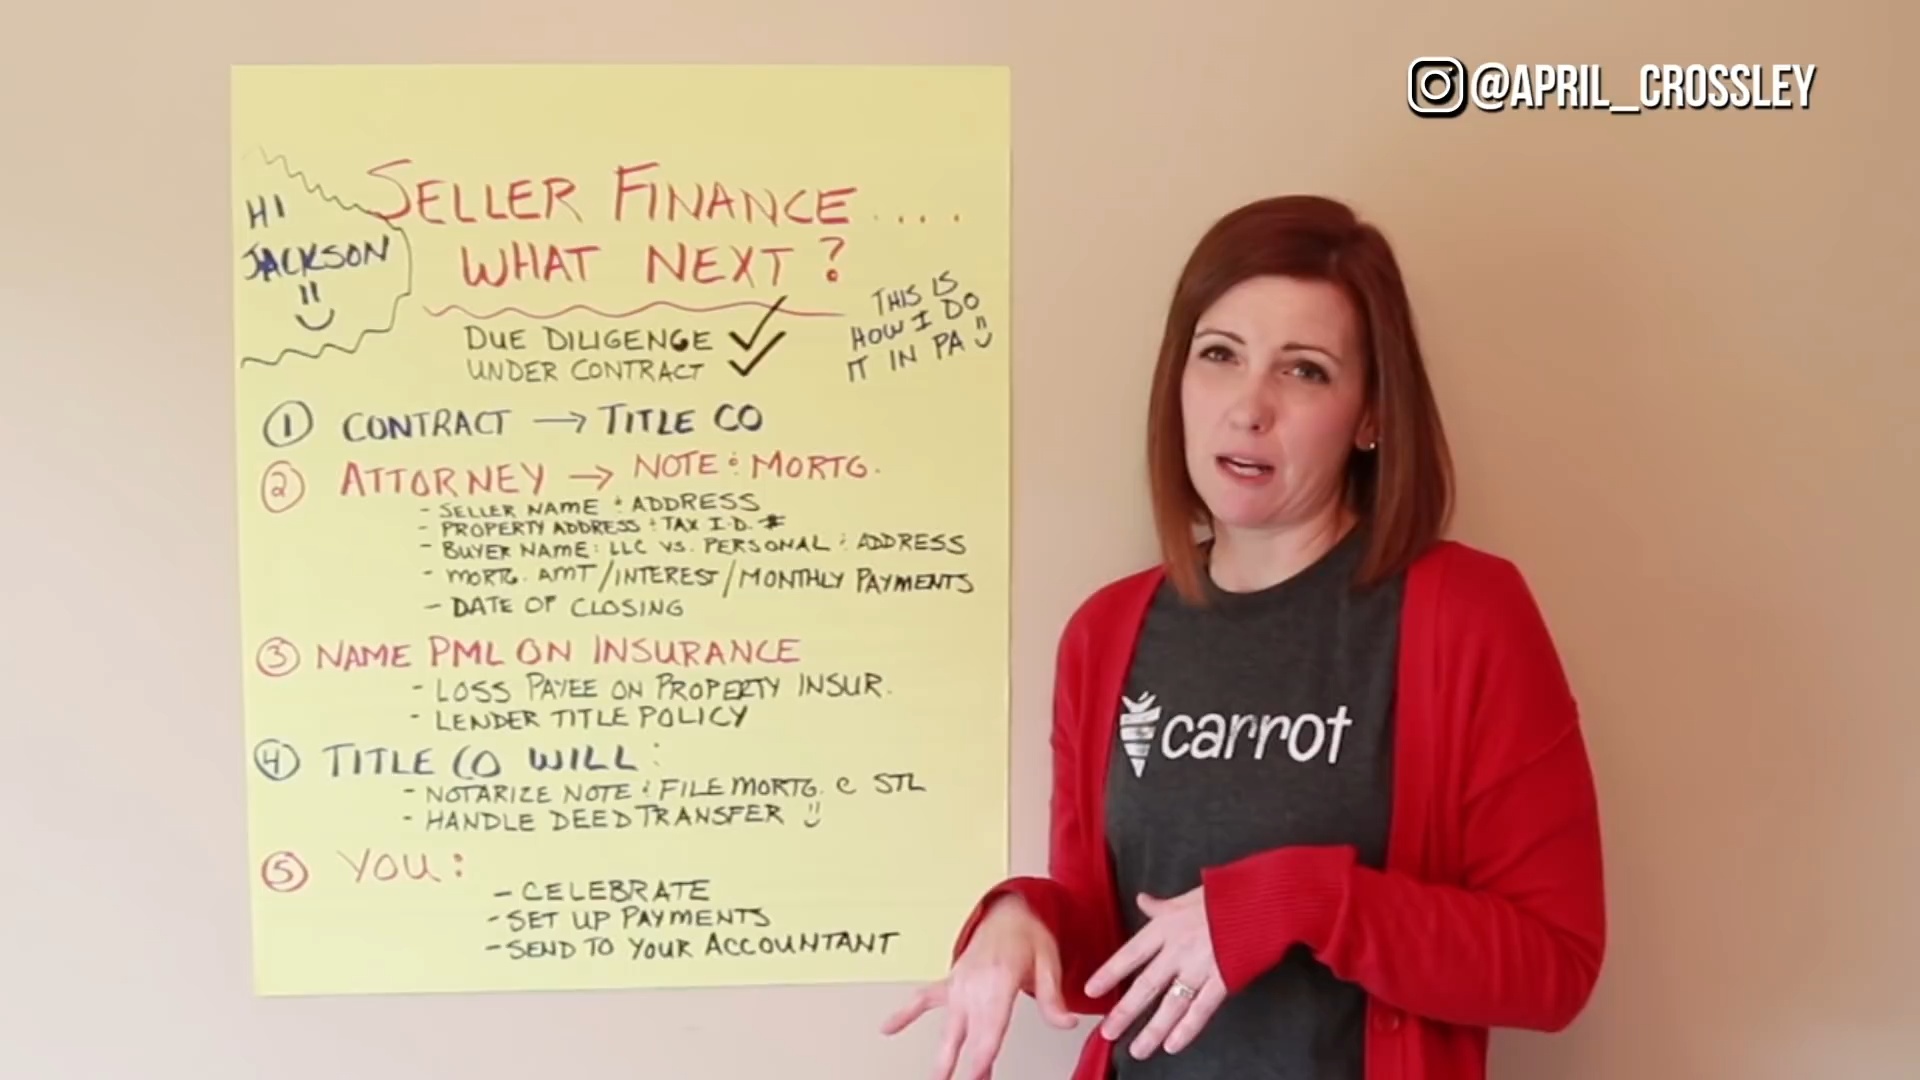 @APRIL_CROSSLEY
HI
JACKSON
SELLER FINANCE....
WHAT NEXT?
THIS IS
HOW I DO
IT IN PA
DUE DILIGENCE
UNDER CONTRACT
① CONTRACT → TITLE CO
② ATTORNEY → NOTE & MORTG.
- SELLER NAME & ADDRESS
- PROPERTY ADDRESS & TAX I.D. #
- BUYER NAME: LLC VS. PERSONAL & ADDRESS
- MORTG. AMT/INTEREST/MONTHLY PAYMENTS
- DATE OF CLOSING
③ NAME PML ON INSURANCE
- LOSS PAYEE ON PROPERTY INSUR.
- LENDER TITLE POLICY
④ TITLE CO WILL:
- NOTARIZE NOTE & FILE MORTG. @ STL
- HANDLE DEED TRANSFER
⑤ YOU:
- CELEBRATE
- SET UP PAYMENTS
- SEND TO YOUR ACCOUNTANT
carrot